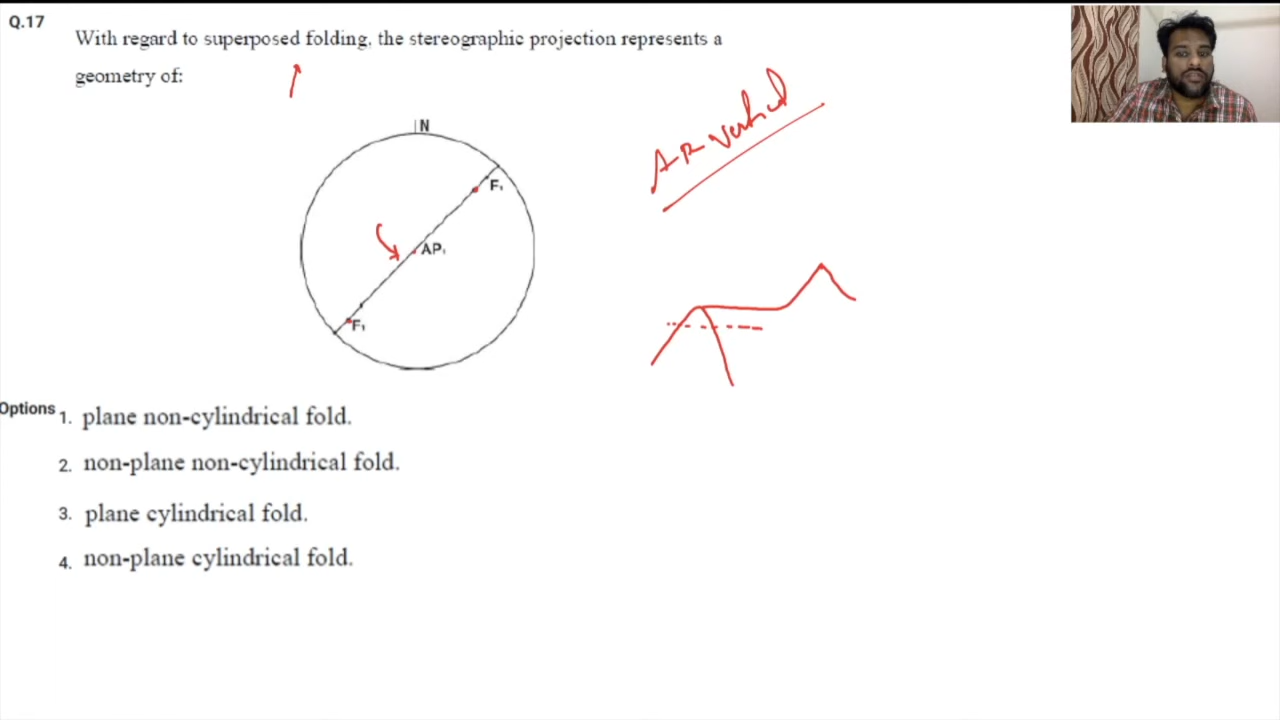 Q.17
With regard to superposed folding, the stereographic projection represents a
geometry of:
N
F₁
AP₁
F₁
AP vertical
Options
1. plane non-cylindrical fold.
2. non-plane non-cylindrical fold.
3. plane cylindrical fold.
4. non-plane cylindrical fold.